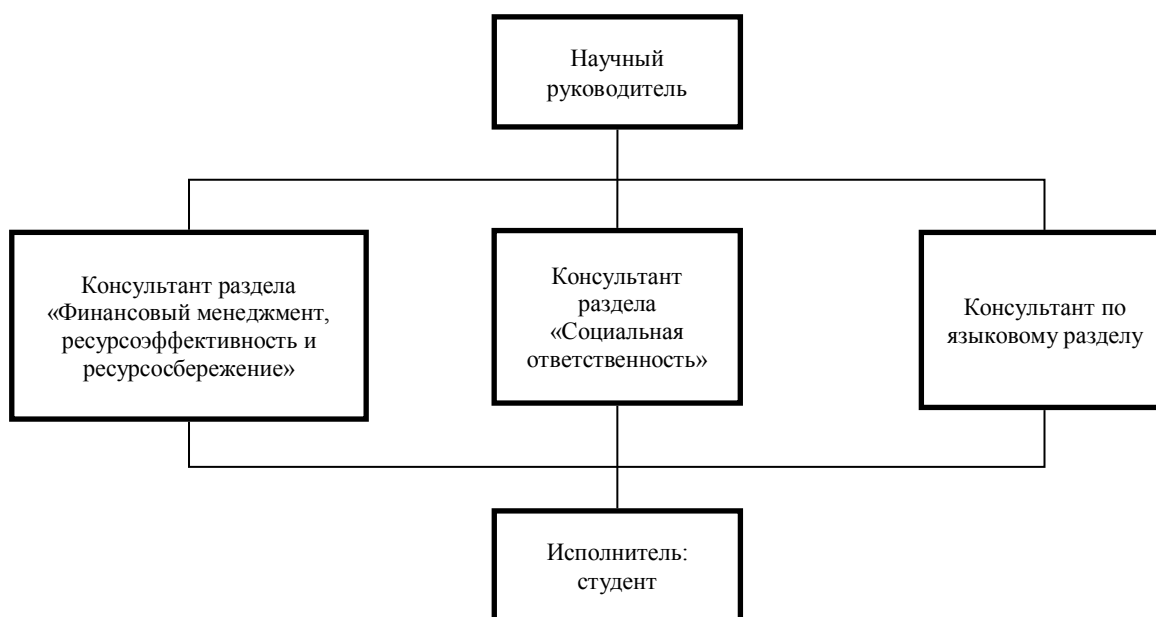 Научный
руководитель
Консультант раздела
«Финансовый менеджмент,
ресурсоэффективность и
ресурсосбережение»
Консультант
раздела
«Социальная
ответственность»
Консультант по
языковому разделу
Исполнитель:
студент